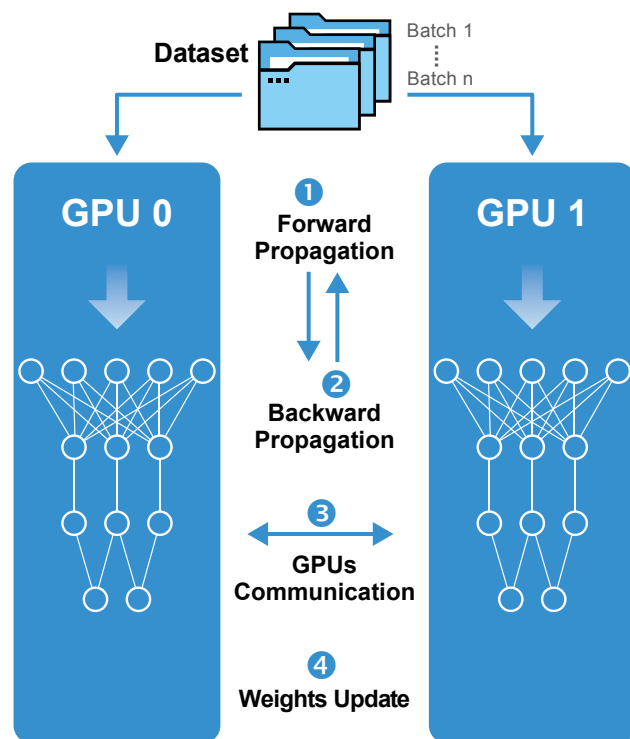 Dataset
Batch 1
Batch n
GPU 0
GPU 1
1
Forward
Propagation
2
Backward
Propagation
3
GPUs
Communication
4
Weights Update